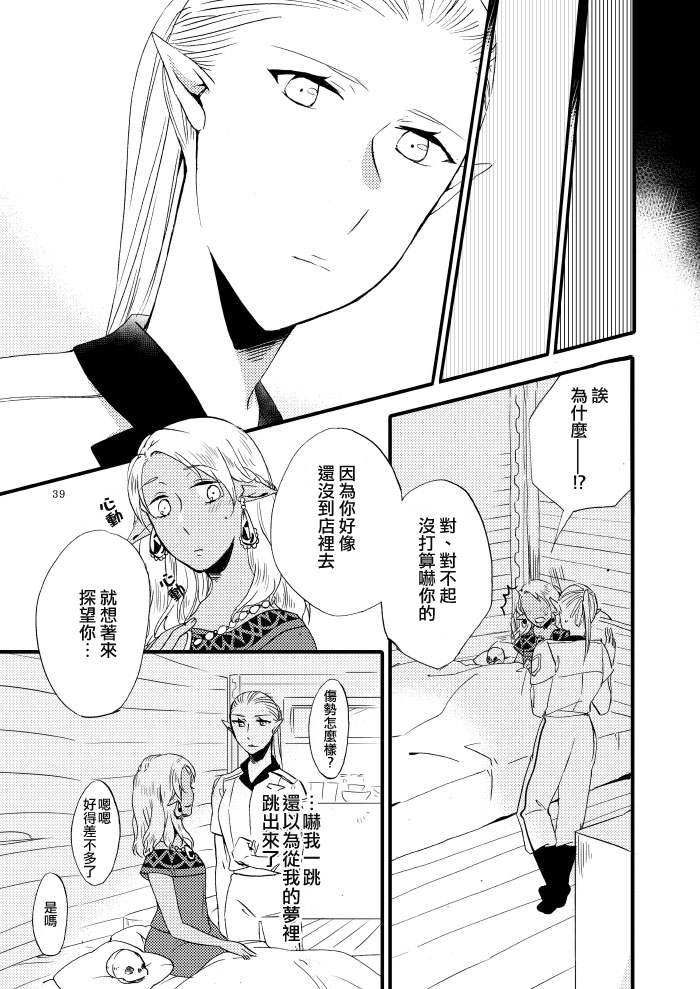 誒
為什麼──!?
對、對不起
沒打算嚇你的
因為你好像
還沒到店裡去
心動
心動
就想著來
探望你…
39
傷勢怎麼樣？
…嚇我一跳
還以為從我的夢裡
跳出來了
嗯嗯
好得差不多了
是嗎